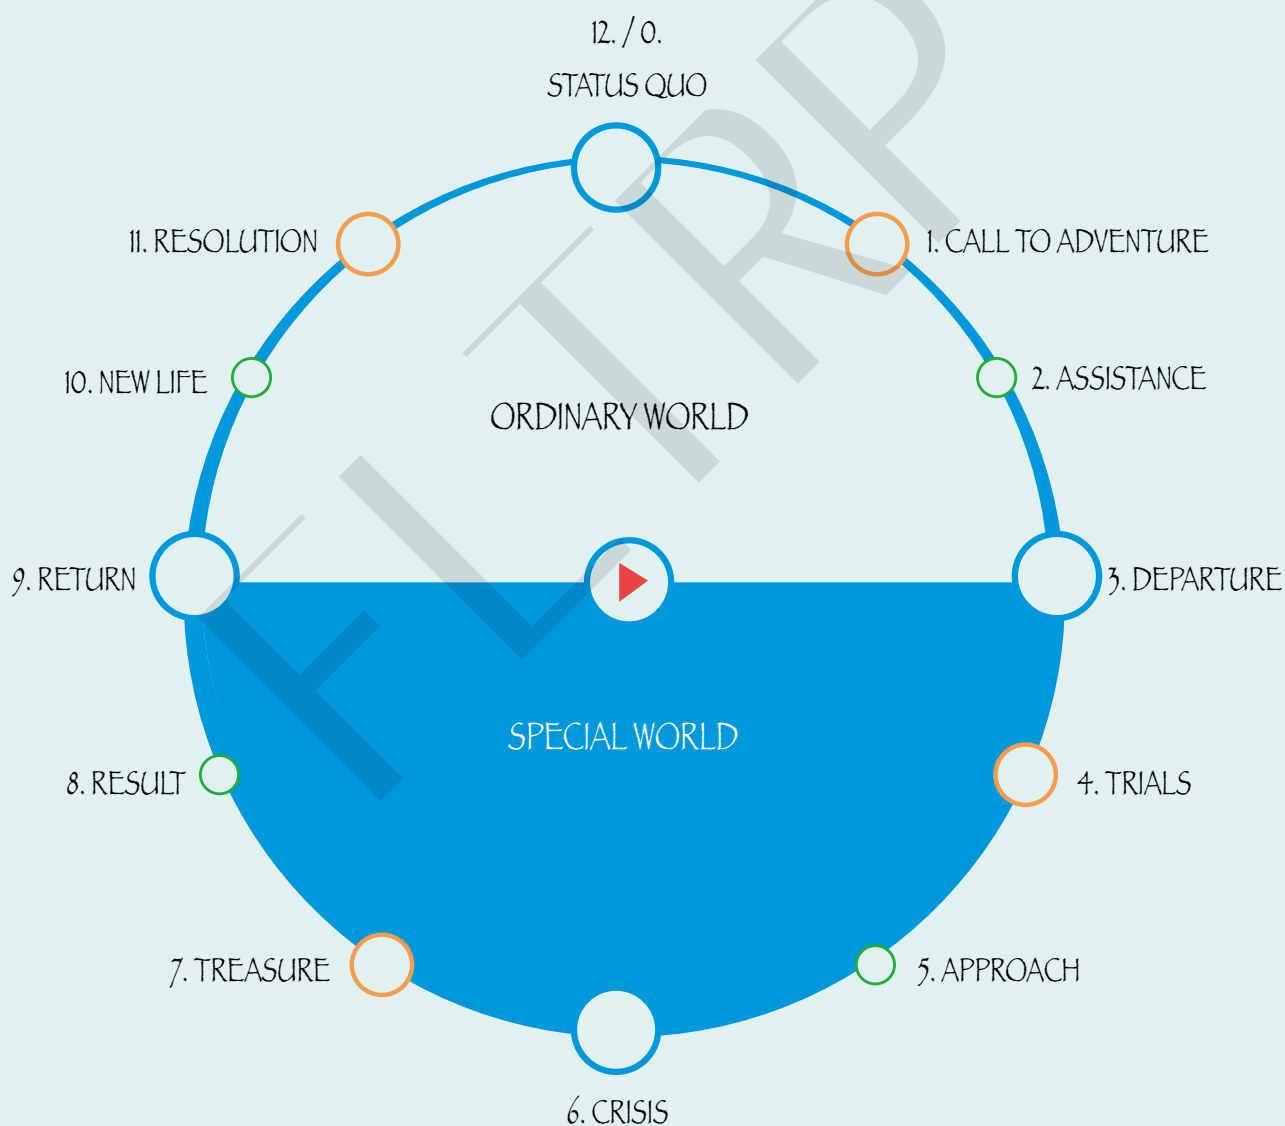 12. / 0.
STATUS QUO
11. RESOLUTION
1. CALL TO ADVENTURE
10. NEW LIFE
2. ASSISTANCE
ORDINARY WORLD
9. RETURN
3. DEPARTURE
SPECIAL WORLD
8. RESULT
4. TRIALS
7. TREASURE
5. APPROACH
6. CRISIS
FLTRP